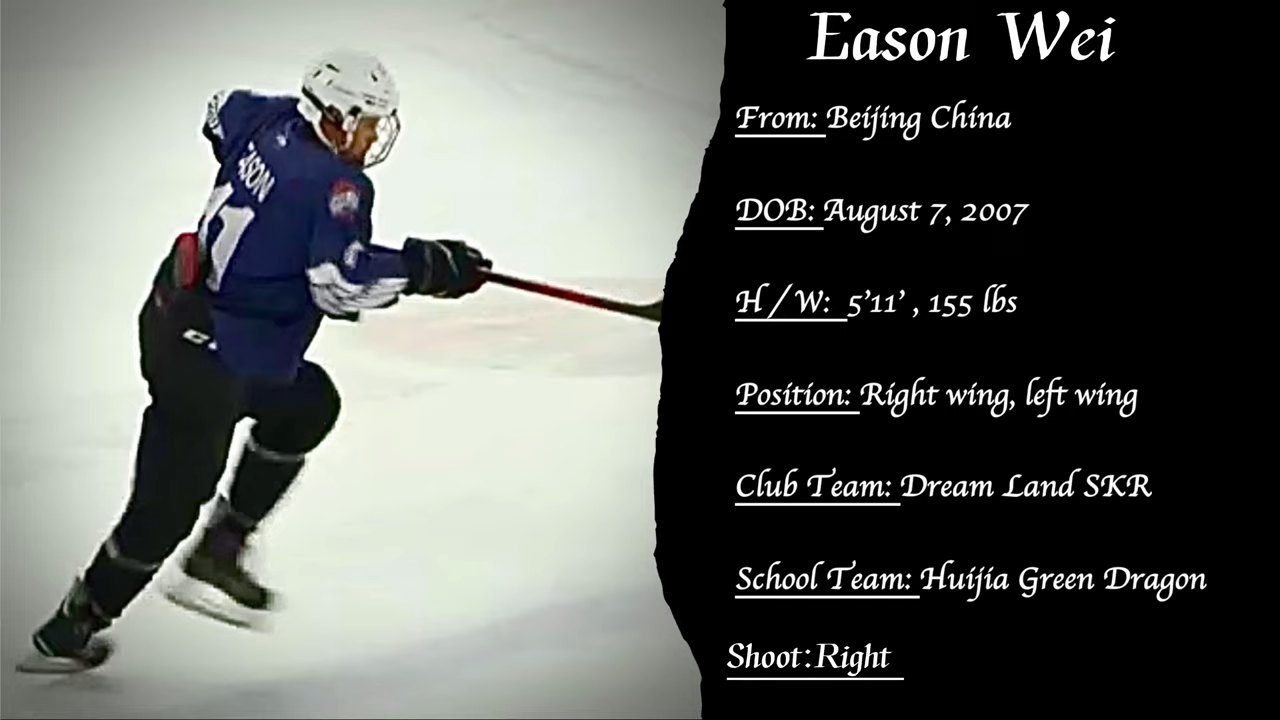 Eason Wei
From: Beijing China
DOB: August 7, 2007
H / W: 5'11' , 155 lbs
Position: Right wing, left wing
Club Team: Dream Land SKR
School Team: Huijia Green Dragon
Shoot:Right